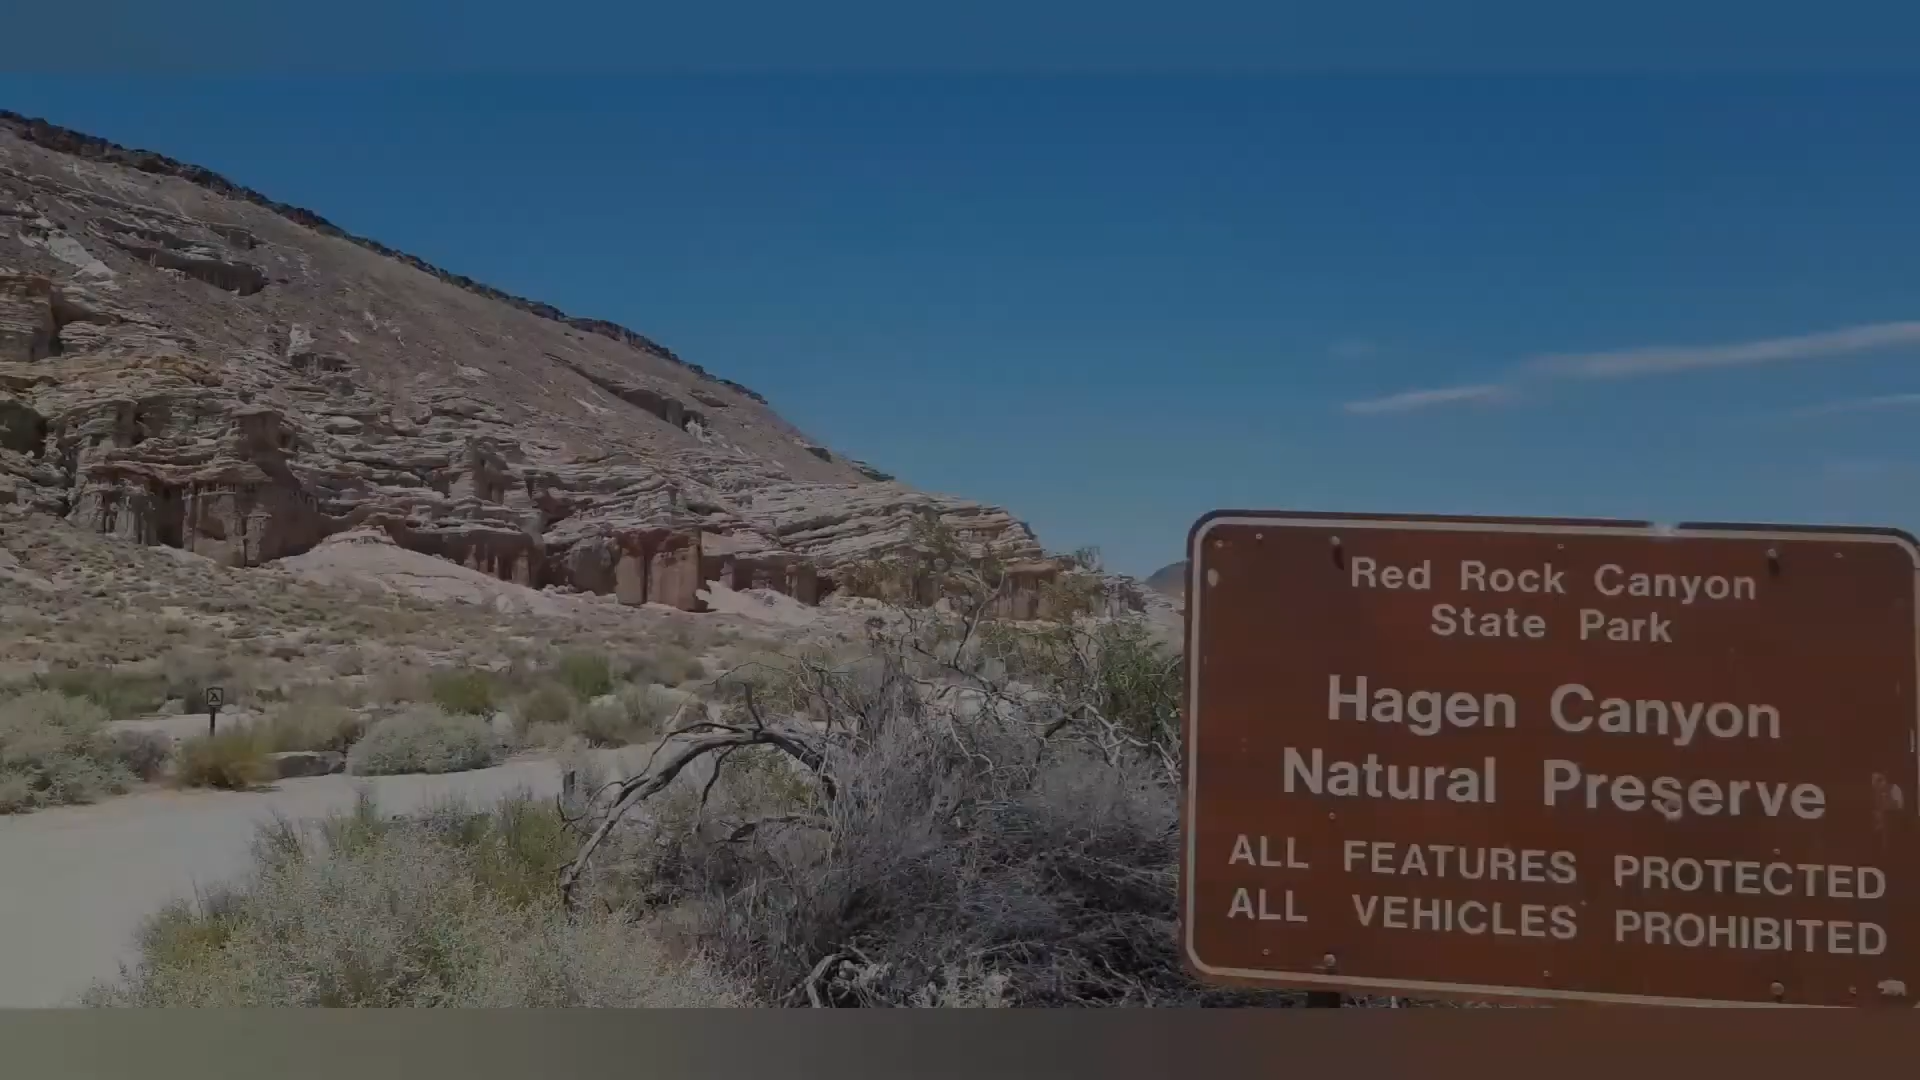 Red Rock Canyon
State Park
Hagen Canyon
Natural Preserve
ALL FEATURES PROTECTED
ALL VEHICLES PROHIBITED